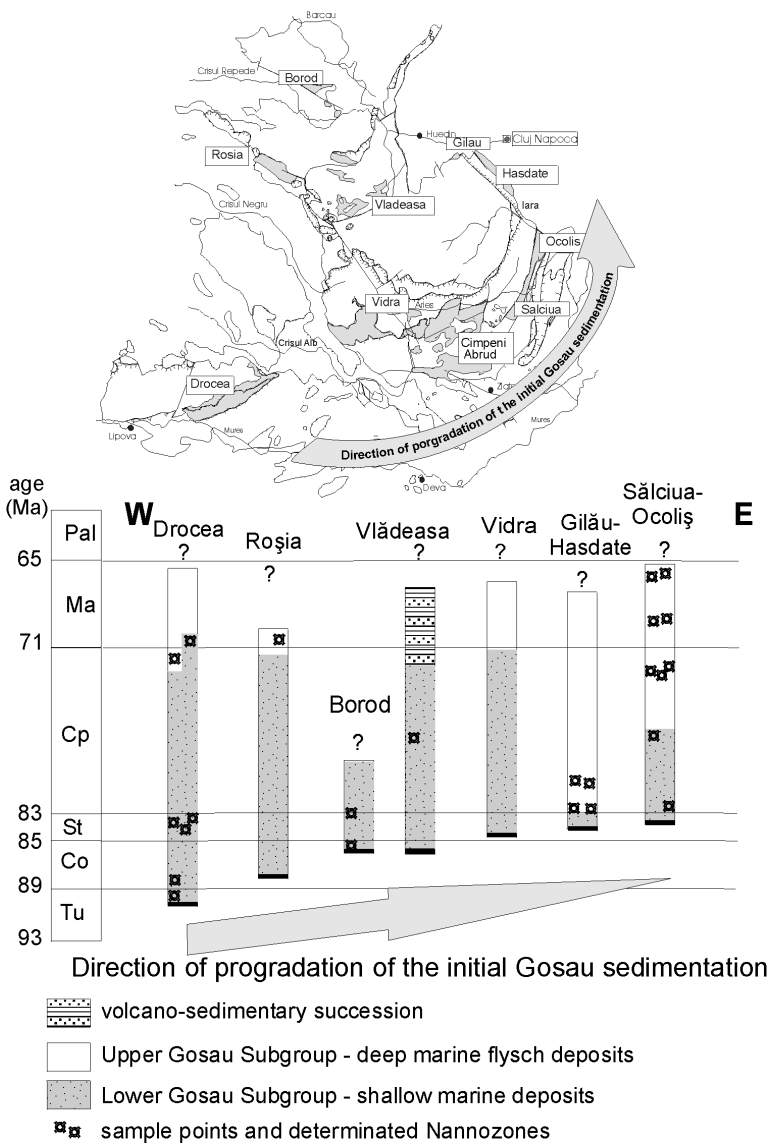 Barcau
Crisul Repede
Borod
Huedin
Gilau
Cluj Napoca
Rosia
Hasdate
Crisul Negru
Vladeasa
Iara
Ocolis
Vidra
Aries
Salciua
Crisul Alb
Cimpeni
Abrud
Drocea
Zlatn
Lipova
Mures
Mures
Deva
Direction of porgradation of the initial Gosau sedimentation
age
(Ma)
W
E
Drocea
?
Roşia
?
Borod
?
Vlădeasa
?
Vidra
?
Gilău-
Hasdate
?
Sălciua-
Ocoliş
?
Pal
65
Ma
71
Cp
83
St
85
Co
89
Tu
93
Direction of progradation of the initial Gosau sedimentation
volcano-sedimentary succession
Upper Gosau Subgroup - deep marine flysch deposits
Lower Gosau Subgroup - shallow marine deposits
sample points and determinated Nannozones